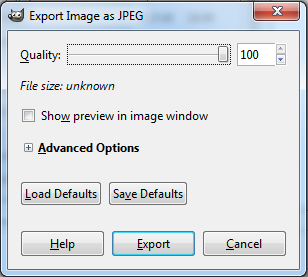 Export Image as JPEG
Quality: 100
File size: unknown
Show preview in image window
Advanced Options
Load Defaults Save Defaults
Help Export Cancel